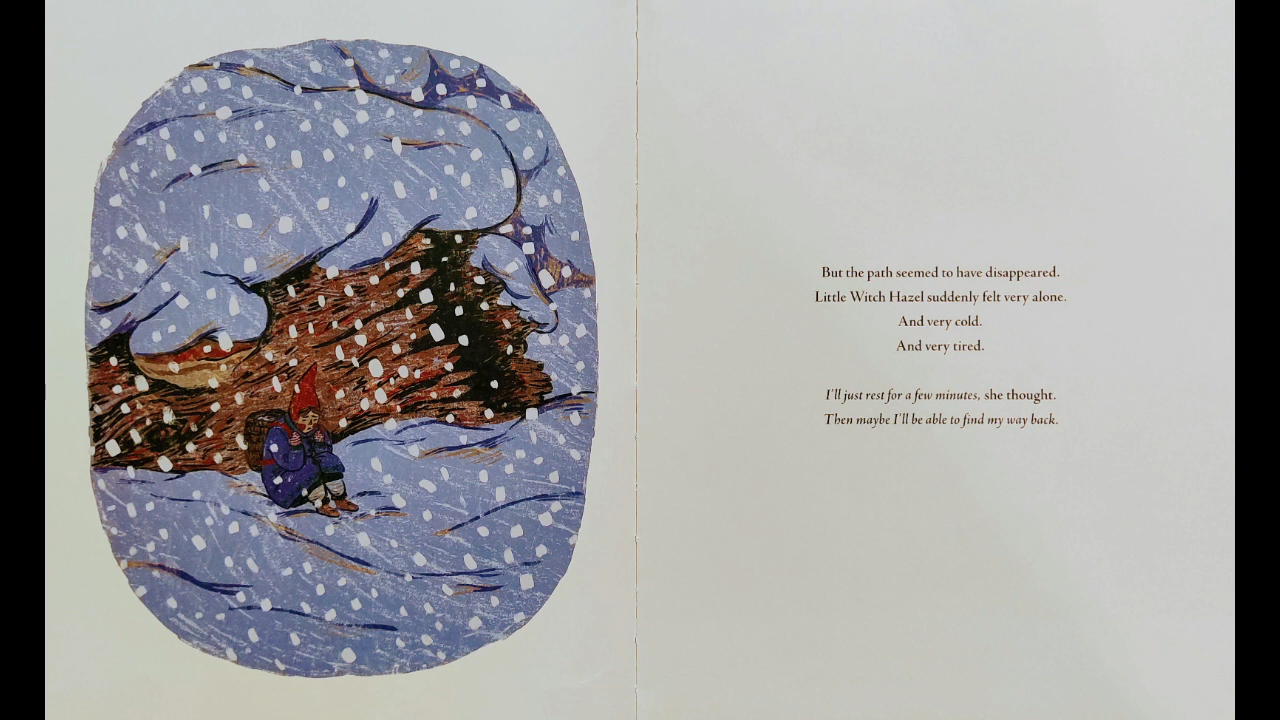 But the path seemed to have disappeared.
Little Witch Hazel suddenly felt very alone.
And very cold.
And very tired.
I'll just rest for a few minutes, she thought.
Then maybe I'll be able to find my way back.